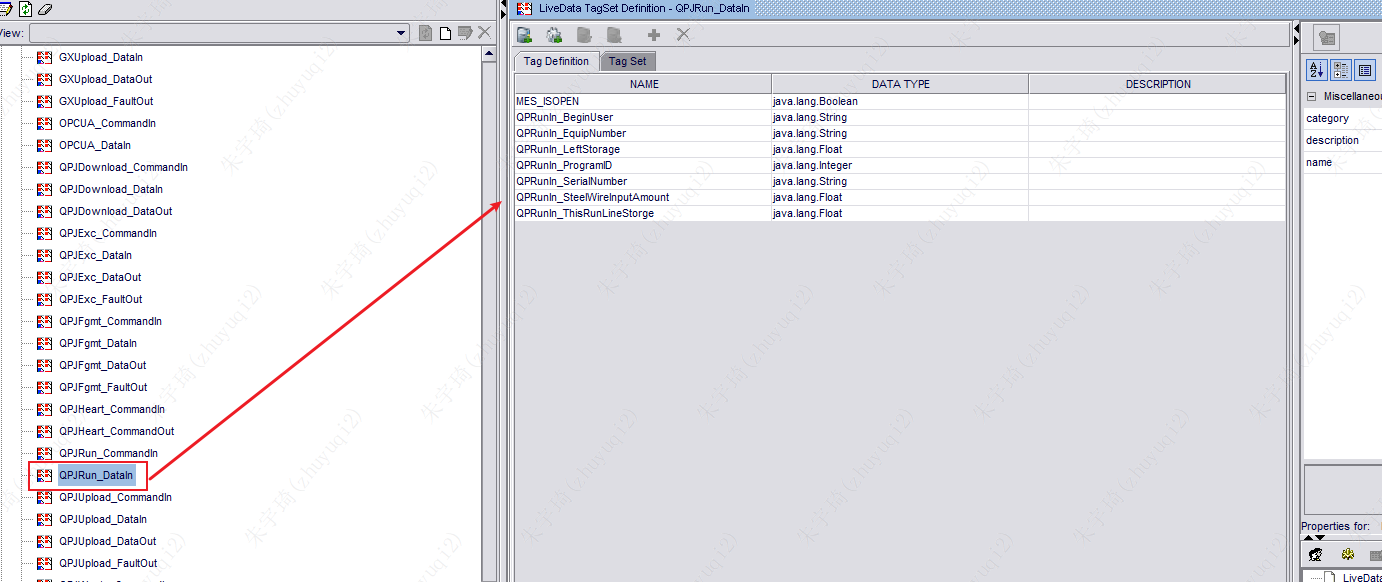 LiveData TagSet Definition - QPJRun_DataIn
View:
GXUpload_DataIn
GXUpload_DataOut
GXUpload_FaultOut
OPCUA_CommandIn
OPCUA_DataIn
QPJDownload_CommandIn
QPJDownload_DataIn
QPJDownload_DataOut
QPJExc_CommandIn
QPJExc_DataIn
QPJExc_DataOut
QPJExc_FaultOut
QPJFgmt_CommandIn
QPJFgmt_DataIn
QPJFgmt_DataOut
QPJFgmt_FaultOut
QPJHeart_CommandIn
QPJHeart_CommandOut
QPJRun_CommandIn
QPJRun_DataIn
QPJUpload_CommandIn
QPJUpload_DataIn
QPJUpload_DataOut
QPJUpload_FaultOut
Tag Definition Tag Set
NAME DATA TYPE DESCRIPTION
MES_ISOPEN java.lang.Boolean
QPRunIn_BeginUser java.lang.String
QPRunIn_EquipNumber java.lang.String
QPRunIn_LeftStorage java.lang.Float
QPRunIn_ProgramID java.lang.Integer
QPRunIn_SerialNumber java.lang.String
QPRunIn_SteelWireInputAmount java.lang.Float
QPRunIn_ThisRunLineStorge java.lang.Float
Miscellaneou
category
description
name
Properties for:
LiveData
朱宇琦(zhuyuqi2)